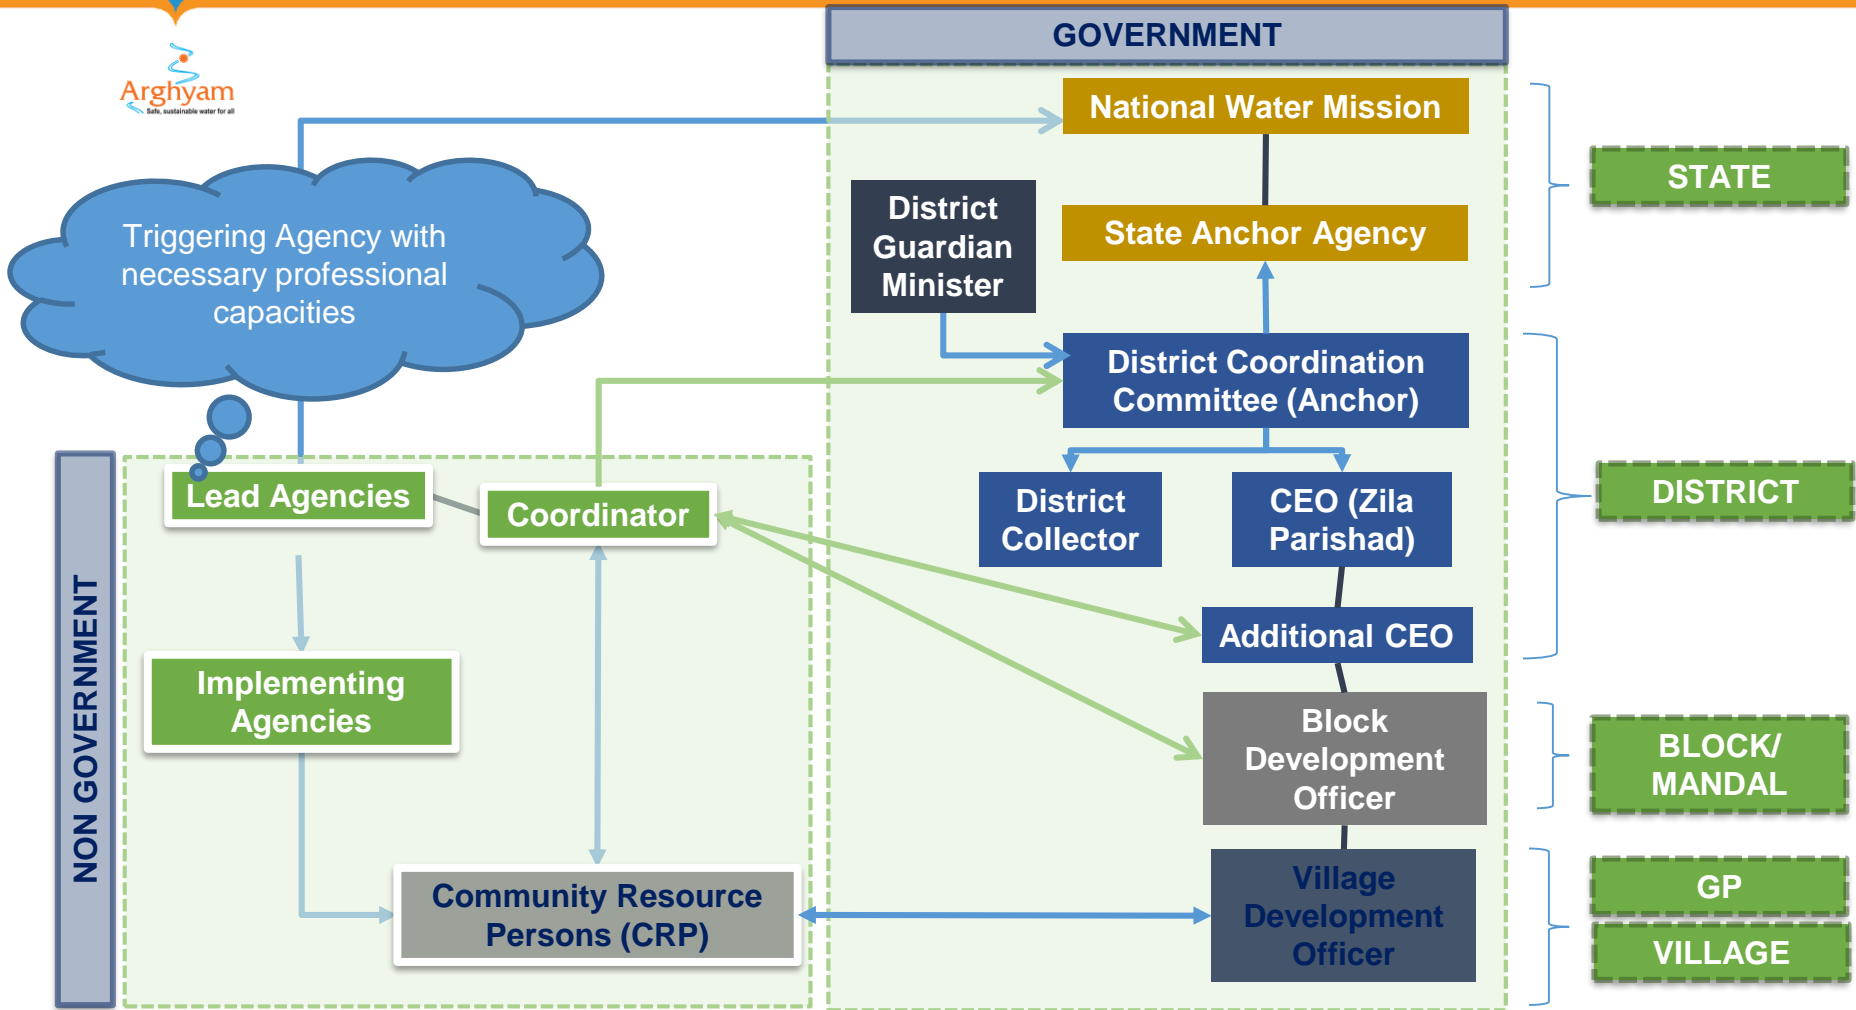 GOVERNMENT
Arghyam
Safe, sustainable water for all
National Water Mission
STATE
District
Guardian
Minister
State Anchor Agency
Triggering Agency with
necessary professional
capacities
District Coordination
Committee (Anchor)
NON GOVERNMENT
Lead Agencies
Coordinator
District
Collector
CEO (Zila
Parishad)
DISTRICT
Additional CEO
Implementing
Agencies
Block
Development
Officer
BLOCK/
MANDAL
Community Resource
Persons (CRP)
Village
Development
Officer
GP
VILLAGE